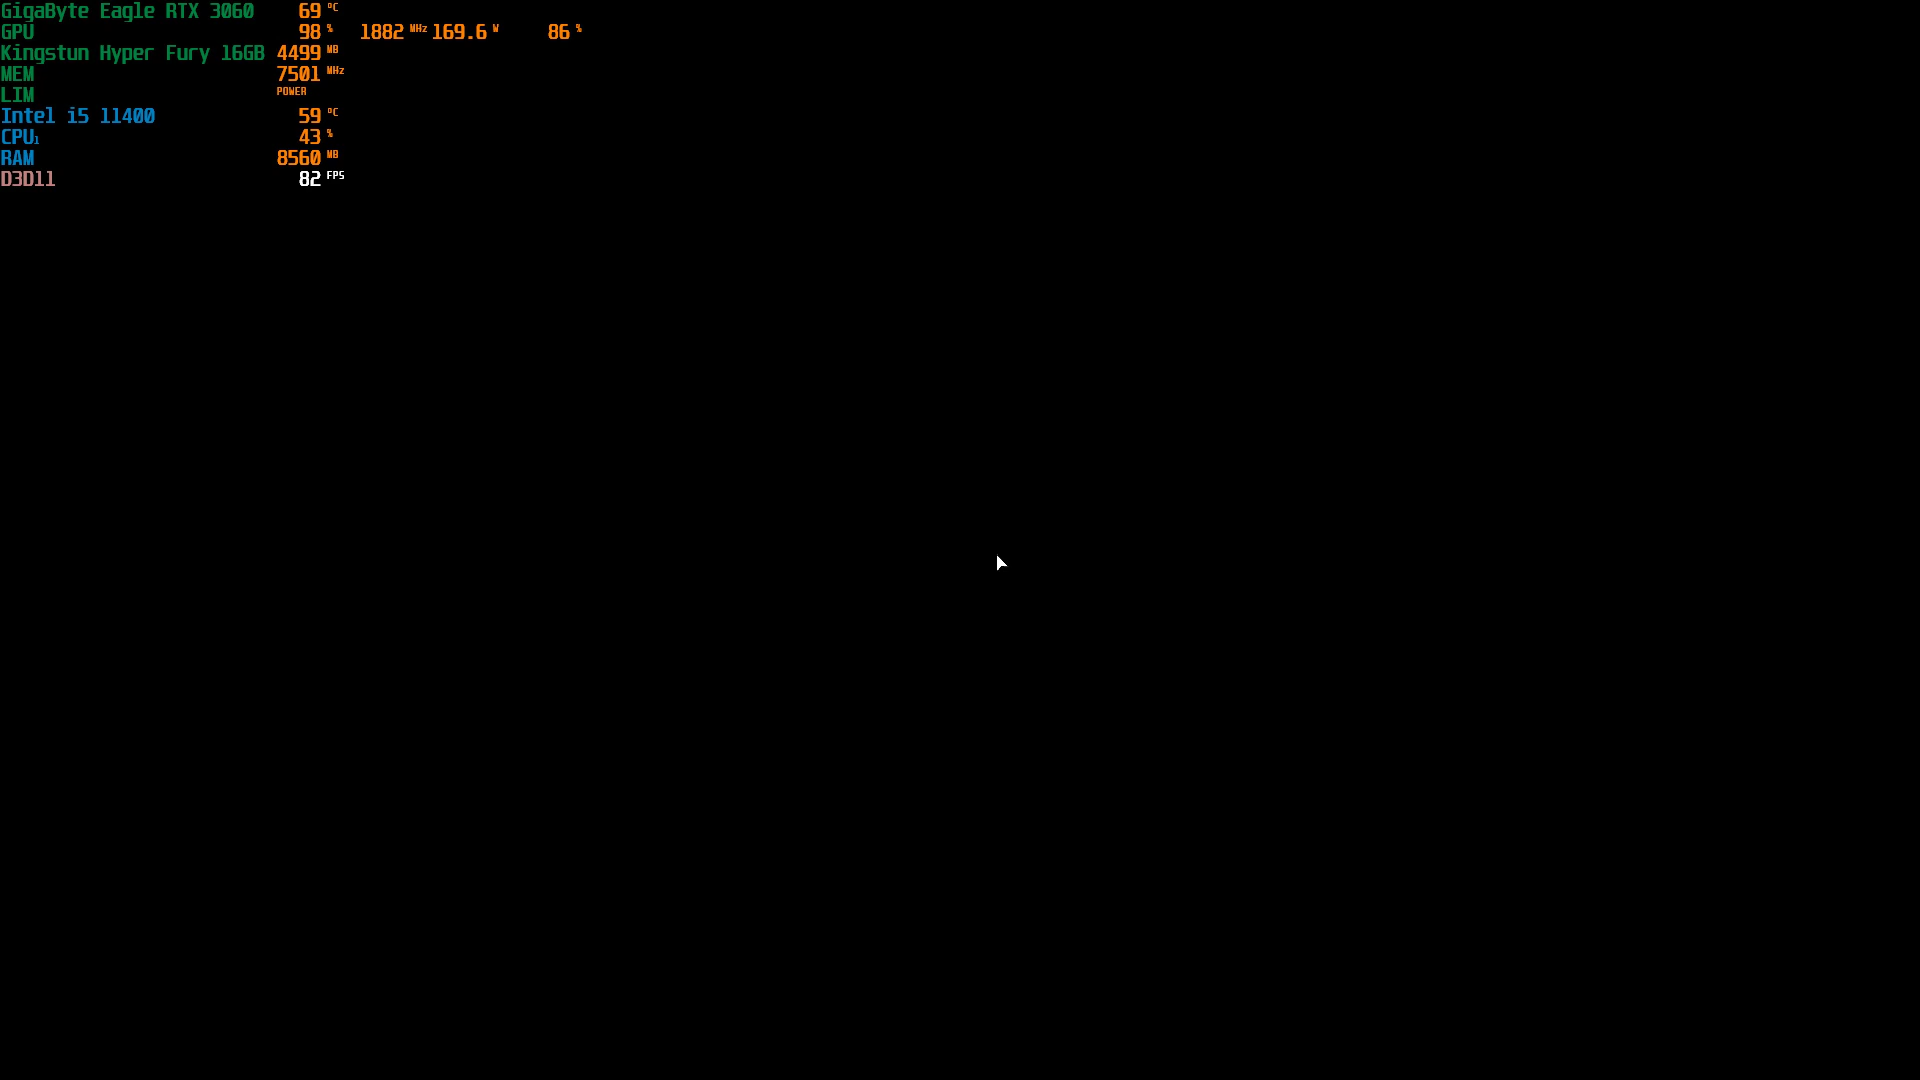 GigaByte Eagle RTX 3060 69 °C
GPU 98 % 1882 MHz 169.6 W 86 %
Kingstun Hyper Fury 16GB 4499 MB
MEM 7501 MHz
LIM POWER
Intel i5 11400 59 °C
CPU1 43 %
RAM 8560 MB
D3D11 82 FPS